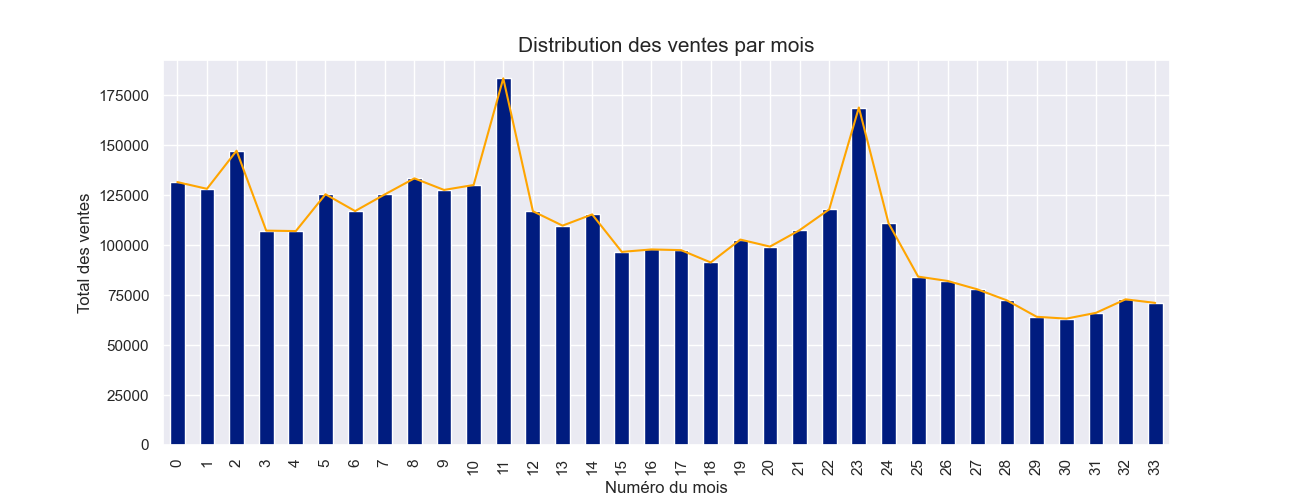 Distribution des ventes par mois
Total des ventes
175000
150000
125000
100000
75000
50000
25000
0
0 1 2 3 4 5 6 7 8 9 10 11 12 13 14 15 16 17 18 19 20 21 22 23 24 25 26 27 28 29 30 31 32 33
Numéro du mois